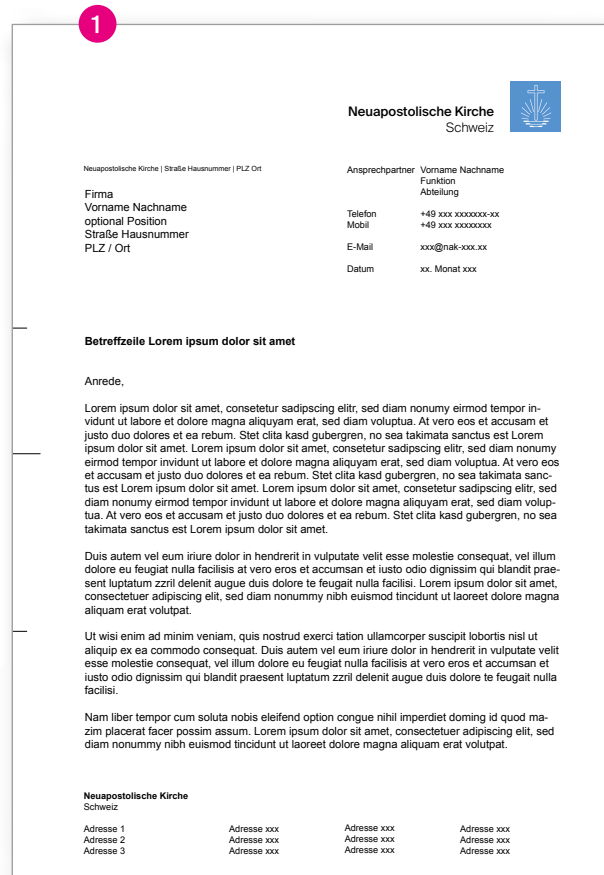 1
Neuapostolische Kirche
Schweiz
Neuapostolische Kirche | Straße Hausnummer | PLZ Ort
Firma
Vorname Nachname
optional Position
Straße Hausnummer
PLZ / Ort
Ansprechpartner Vorname Nachname
Funktion
Abteilung
Telefon +49 xxx xxxxxxx-xx
Mobil +49 xxx xxxxxxxx
E-Mail xxx@nak-xxx.xx
Datum xx. Monat xxx
Betreffzeile Lorem ipsum dolor sit amet
Anrede,
Lorem ipsum dolor sit amet, consetetur sadipscing elitr, sed diam nonumy eirmod tempor in-
vidunt ut labore et dolore magna aliquyam erat, sed diam voluptua. At vero eos et accusam et
justo duo dolores et ea rebum. Stet clita kasd gubergren, no sea takimata sanctus est Lorem
ipsum dolor sit amet. Lorem ipsum dolor sit amet, consetetur sadipscing elitr, sed diam nonumy
eirmod tempor invidunt ut labore et dolore magna aliquyam erat, sed diam voluptua. At vero eos
et accusam et justo duo dolores et ea rebum. Stet clita kasd gubergren, no sea takimata sanc-
tus est Lorem ipsum dolor sit amet. Lorem ipsum dolor sit amet, consetetur sadipscing elitr, sed
diam nonumy eirmod tempor invidunt ut labore et dolore magna aliquyam erat, sed diam volup-
tua. At vero eos et accusam et justo duo dolores et ea rebum. Stet clita kasd gubergren, no sea
takimata sanctus est Lorem ipsum dolor sit amet.
Duis autem vel eum iriure dolor in hendrerit in vulputate velit esse molestie consequat, vel illum
dolore eu feugiat nulla facilisis at vero eros et accumsan et iusto odio dignissim qui blandit prae-
sent luptatum zzril delenit augue duis dolore te feugait nulla facilisi. Lorem ipsum dolor sit amet,
consectetuer adipiscing elit, sed diam nonummy nibh euismod tincidunt ut laoreet dolore magna
aliquam erat volutpat.
Ut wisi enim ad minim veniam, quis nostrud exerci tation ullamcorper suscipit lobortis nisl ut
aliquip ex ea commodo consequat. Duis autem vel eum iriure dolor in hendrerit in vulputate velit
esse molestie consequat, vel illum dolore eu feugiat nulla facilisis at vero eros et accumsan et
iusto odio dignissim qui blandit praesent luptatum zzril delenit augue duis dolore te feugait nulla
facilisi.
Nam liber tempor cum soluta nobis eleifend option congue nihil imperdiet doming id quod ma-
zim placerat facer possim assum. Lorem ipsum dolor sit amet, consectetuer adipiscing elit, sed
diam nonummy nibh euismod tincidunt ut laoreet dolore magna aliquam erat volutpat.
Neuapostolische Kirche
Schweiz
Adresse 1 Adresse xxx Adresse xxx Adresse xxx
Adresse 2 Adresse xxx Adresse xxx Adresse xxx
Adresse 3 Adresse xxx Adresse xxx Adresse xxx